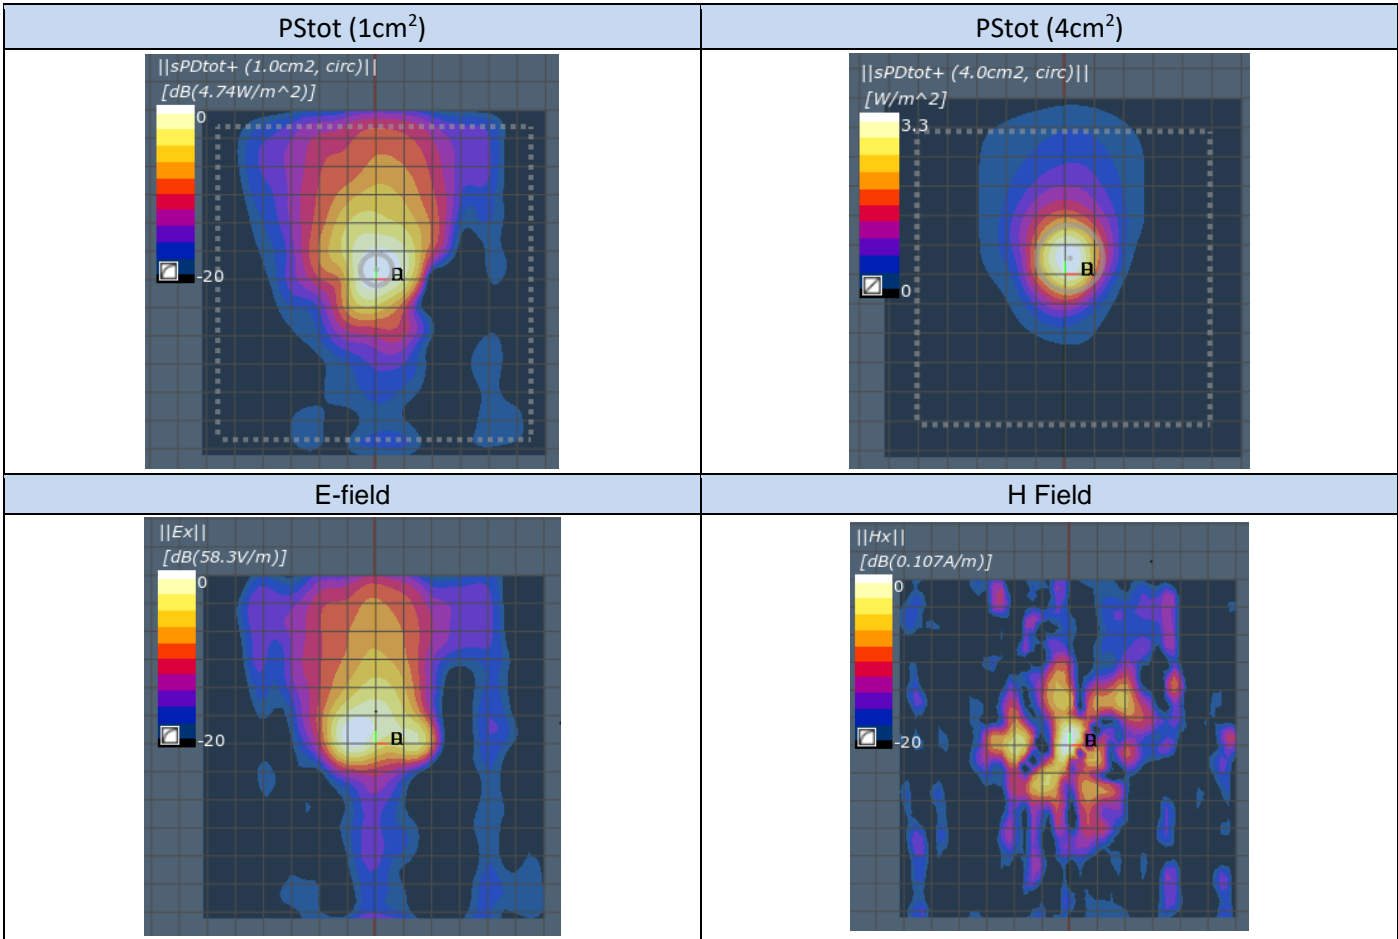 PStot (1cm²)
PStot (4cm²)
||sPDtot+ (1.0cm2, circ)||
[dB(4.74W/m^2)]
0
-20
||sPDtot+ (4.0cm2, circ)||
[W/m^2]
3.3
0
E-field
H Field
||Ex||
[dB(58.3V/m)]
0
-20
||Hx||
[dB(0.107A/m)]
0
-20